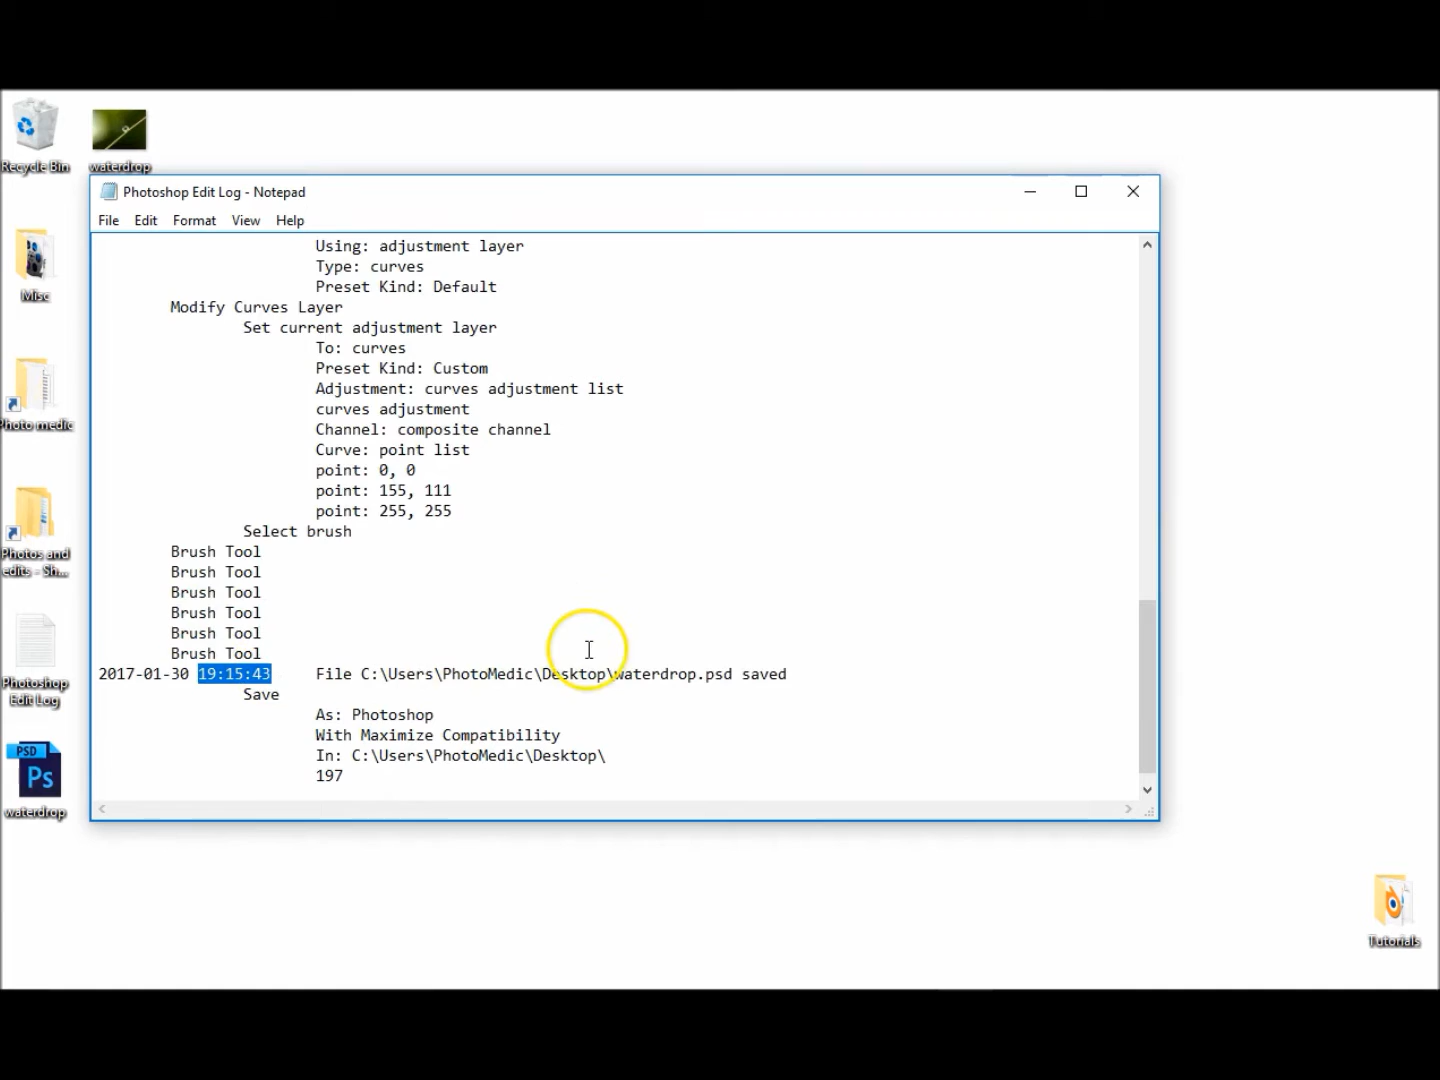 Recycle Bin
waterdrop
Photoshop Edit Log - Notepad
File Edit Format View Help
Using: adjustment layer
Type: curves
Preset Kind: Default
Modify Curves Layer
Set current adjustment layer
To: curves
Preset Kind: Custom
Adjustment: curves adjustment list
curves adjustment
Channel: composite channel
Curve: point list
point: 0, 0
point: 155, 111
point: 255, 255
Select brush
Brush Tool
Brush Tool
Brush Tool
Brush Tool
Brush Tool
Brush Tool
2017-01-30 19:15:43 File C:\Users\PhotoMedic\Desktop\waterdrop.psd saved
Save
As: Photoshop
With Maximize Compatibility
In: C:\Users\PhotoMedic\Desktop\
197
Misc
Photo medic
Photos and
edits - Sh...
Photoshop
Edit Log
PSD
Ps
waterdrop
Tutorials